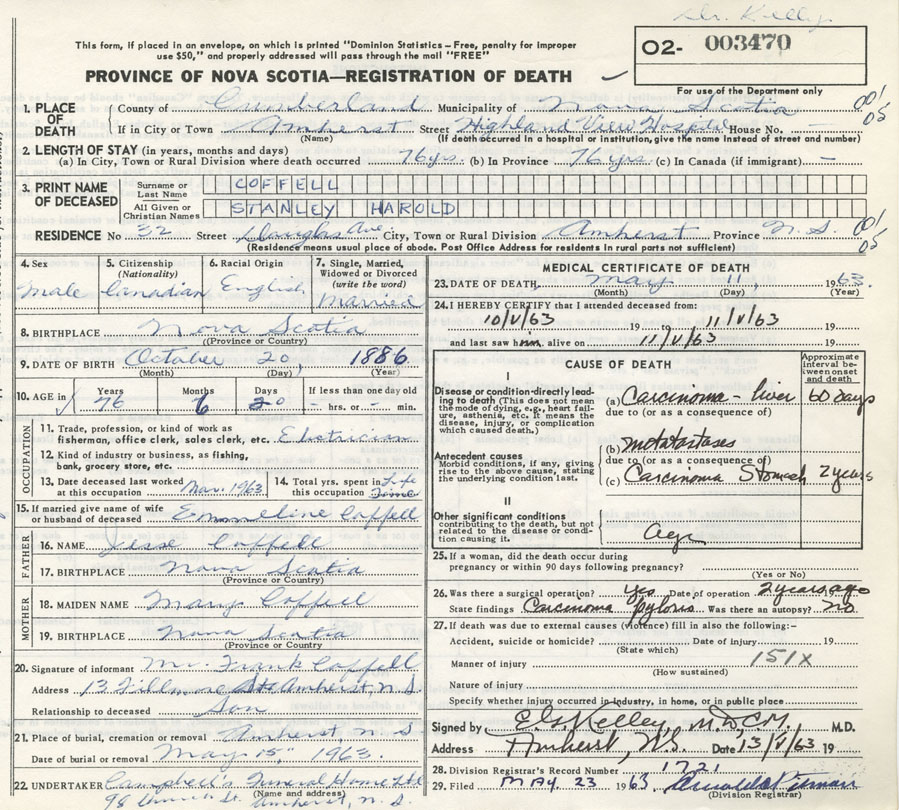 Dr. Kelly
This form, if placed in an envelope, on which is printed "Dominion Statistics – Free, penalty for improper
use $50," and properly addressed will pass through the mail "FREE"
O2- 003470
PROVINCE OF NOVA SCOTIA—REGISTRATION OF DEATH
For use of the Department only
1. PLACE OF DEATH
County of Cumberland Municipality of Nova Scotia 001
If in City or Town Amherst Street Highland View Hospital House No. — 05
(Name) (If death occurred in a hospital or institution, give the name instead of street and number)
2. LENGTH OF STAY (in years, months and days)
(a) In City, Town or Rural Division where death occurred 76 yrs. (b) In Province 76 yrs. (c) In Canada (if immigrant) —
3. PRINT NAME OF DECEASED
Surname or Last Name COFFELL
All Given or Christian Names STANLEY HAROLD
RESIDENCE No 32 Street Douglas Ave. City, Town or Rural Division Amherst Province N. S. 001 05
(Residence means usual place of abode. Post Office Address for residents in rural parts not sufficient)
4. Sex Male
5. Citizenship (Nationality) Canadian
6. Racial Origin English
7. Single, Married, Widowed or Divorced (write the word) Married
8. BIRTHPLACE Nova Scotia
(Province or Country)
9. DATE OF BIRTH October 20 1886
(Month) (Day) (Year)
10. AGE in Years 76 Months 6 Days 20 If less than one day old — hrs. or — min.
OCCUPATION
11. Trade, profession, or kind of work as
fisherman, office clerk, sales clerk, etc. Electrician
12. Kind of industry or business, as fishing,
bank, grocery store, etc.
13. Date deceased last worked at this occupation Mar. 1963
14. Total yrs. spent in this occupation Life Time
15. If married give name of wife or husband of deceased Emmeline Coffell
FATHER
16. NAME Jesse Coffell
17. BIRTHPLACE Nova Scotia
(Province or Country)
MOTHER
18. MAIDEN NAME Mary Coffell
19. BIRTHPLACE Nova Scotia
(Province or Country)
20. Signature of informant Mr. Frank Coffell
Address 13 Fillmore St. Amherst, N. S.
Relationship to deceased Son
21. Place of burial, cremation or removal Amherst N. S
Date of burial or removal May 15, 1963.
22. UNDERTAKER Campbell's Funeral Home Ltd
(Name and address)
98 Church St. Amherst, N. S.
MEDICAL CERTIFICATE OF DEATH
23. DATE OF DEATH May 11, 1963.
(Month) (Day) (Year)
24. I HEREBY CERTIFY that I attended deceased from:
10/V/63 19 to 11/V/63 19
and last saw him alive on 11/V/63 19
CAUSE OF DEATH
Approximate interval between onset and death
I
Disease or condition directly leading to death (This does not mean the mode of dying, e.g., heart failure, asthenia, etc. It means the disease, injury, or complication which caused death.)
(a) Carcinoma - liver 60 days
due to (or as a consequence of)
Antecedent causes
Morbid conditions, if any, giving rise to the above cause, stating the underlying condition last.
(b) metatastases
due to (or as a consequence of)
(c) Carcinoma Stomach 2 years
II
Other significant conditions
contributing to the death, but not related to the disease or condition causing it.
Age
25. If a woman, did the death occur during
pregnancy or within 90 days following pregnancy?
(Yes or No)
26. Was there a surgical operation? yes Date of operation 2 years ago
State findings Carcinoma pyloris Was there an autopsy? no
27. If death was due to external causes (violence) fill in also the following:-
Accident, suicide or homicide? Date of injury 19
(State which)
Manner of injury 151X
(How sustained)
Nature of injury
Specify whether injury occurred in industry, in home, or in public place
Signed by E. S. Kelley, M.D.C.M. M.D.
Address Amherst, N.S. Date 13/V/63 19
28. Division Registrar's Record Number 1721
29. Filed MAY 23 1963
(Division Registrar)